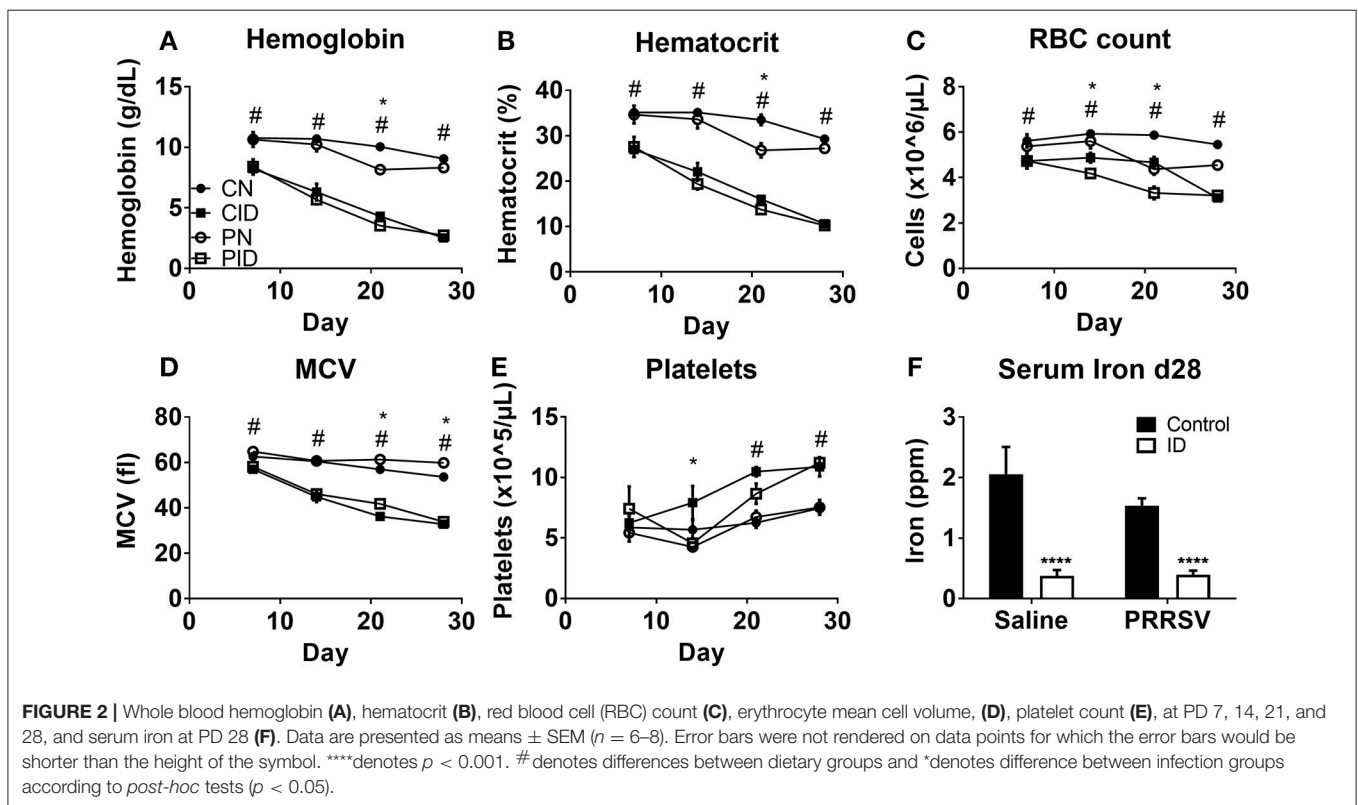 A Hemoglobin
Hemoglobin (g/dL)
15
10
5
0
# # * # #
CN
CID
PN
PID
0 10 20 30
Day
B Hematocrit
Hematocrit (%)
40
30
20
10
0
# # * # #
0 10 20 30
Day
C RBC count
Cells (x10^6/µL)
8
6
4
2
0
# * # * # #
0 10 20 30
Day
D MCV
MCV (fl)
80
60
40
20
0
# # * # * #
0 10 20 30
Day
E Platelets
Platelets (x10^5/µL)
15
10
5
0
* # #
0 10 20 30
Day
F Serum Iron d28
Iron (ppm)
3
2
1
0
Control
ID
**** ****
Saline PRRSV
FIGURE 2 | Whole blood hemoglobin (A), hematocrit (B), red blood cell (RBC) count (C), erythrocyte mean cell volume, (D), platelet count (E), at PD 7, 14, 21, and
28, and serum iron at PD 28 (F). Data are presented as means ± SEM (n = 6–8). Error bars were not rendered on data points for which the error bars would be
shorter than the height of the symbol. ****denotes p < 0.001. #denotes differences between dietary groups and *denotes difference between infection groups
according to post-hoc tests (p < 0.05).